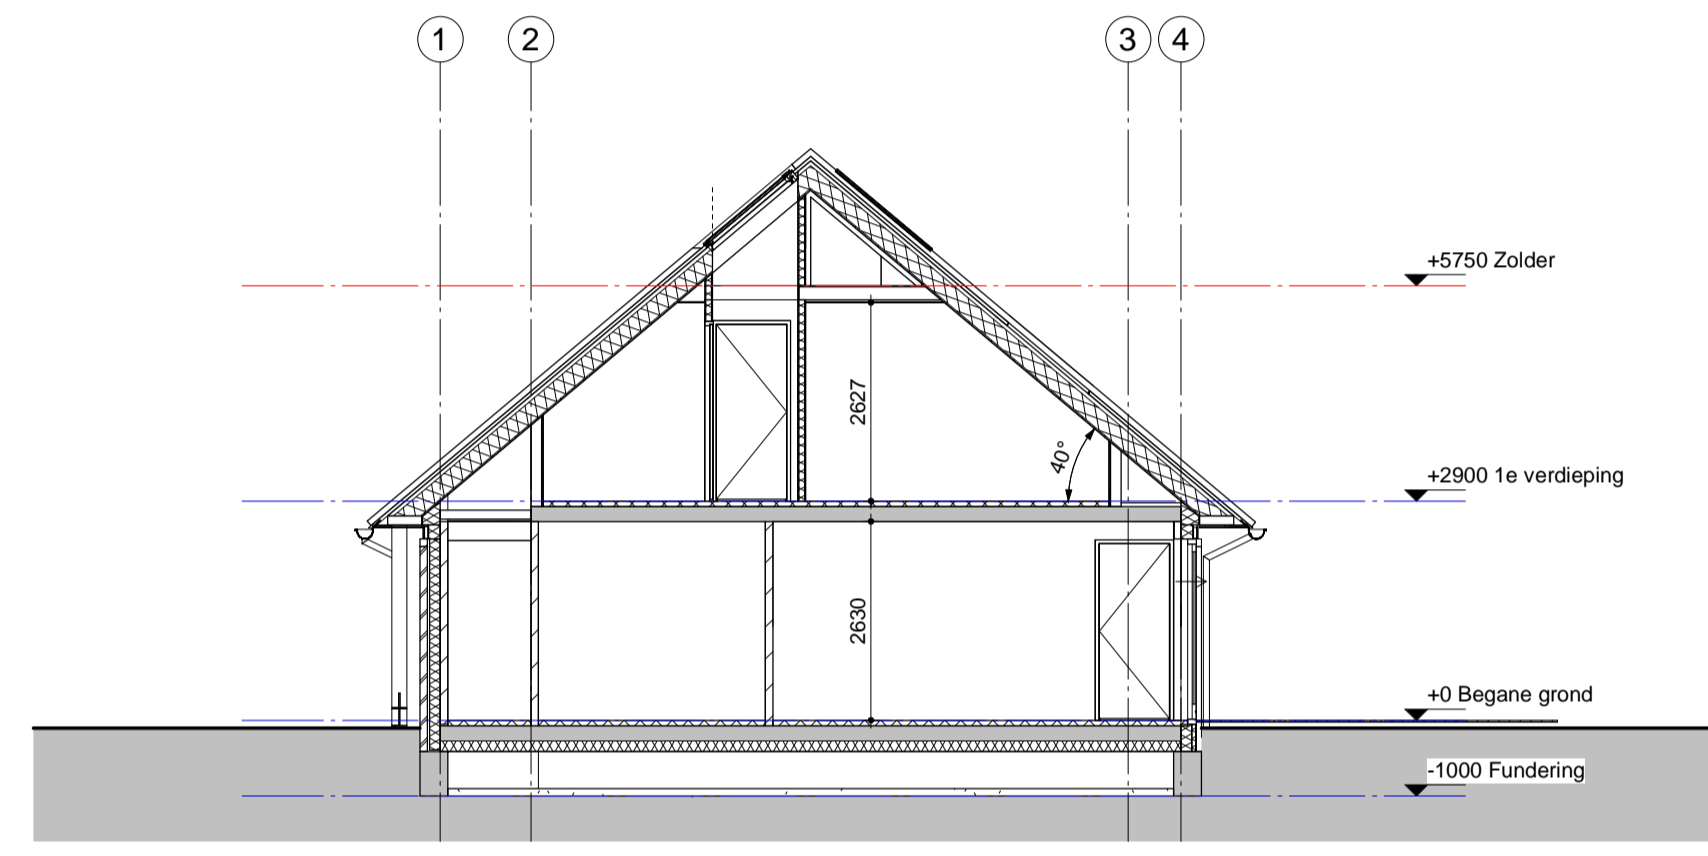 1 2 3 4
+5750 Zolder
2627
40°
+2900 1e verdieping
2630
+0 Begane grond
-1000 Fundering